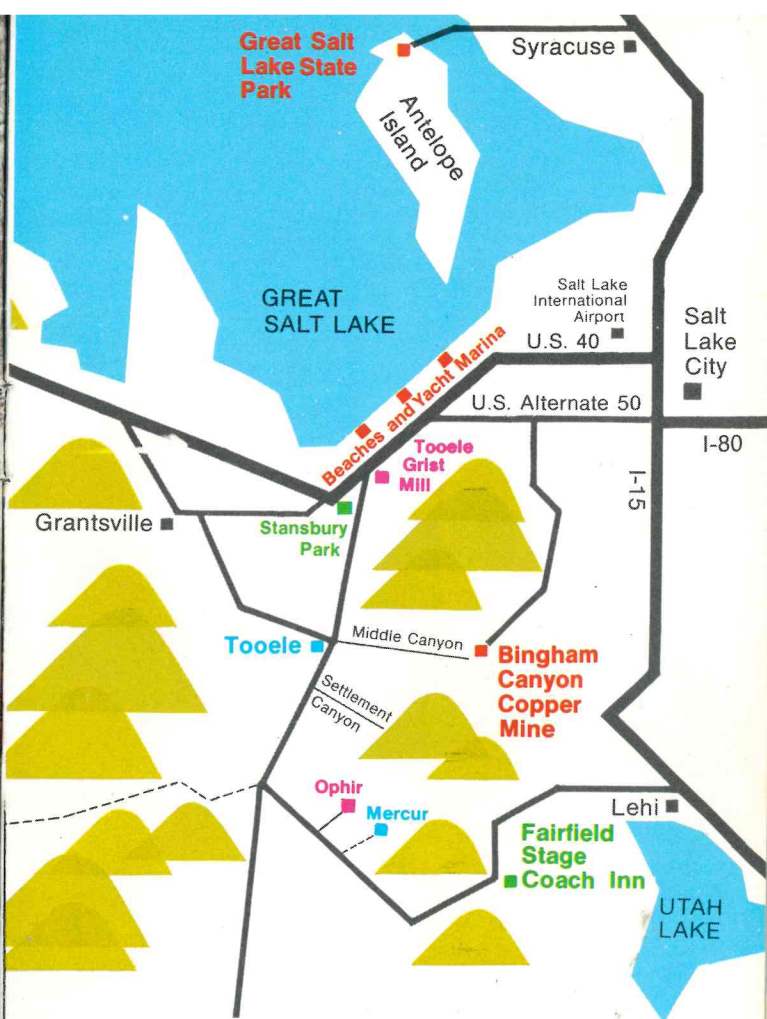 Great Salt
Lake State
Park
Syracuse
Antelope
Island
GREAT
SALT LAKE
Salt Lake
International
Airport
U.S. 40
Salt
Lake
City
Beaches and Yacht Marina
U.S. Alternate 50
I-80
I-15
Tooele
Grist
Mill
Grantsville
Stansbury
Park
Tooele
Middle Canyon
Bingham
Canyon
Copper
Mine
Settlement
Canyon
Ophir
Mercur
Lehi
Fairfield
Stage
Coach Inn
UTAH
LAKE